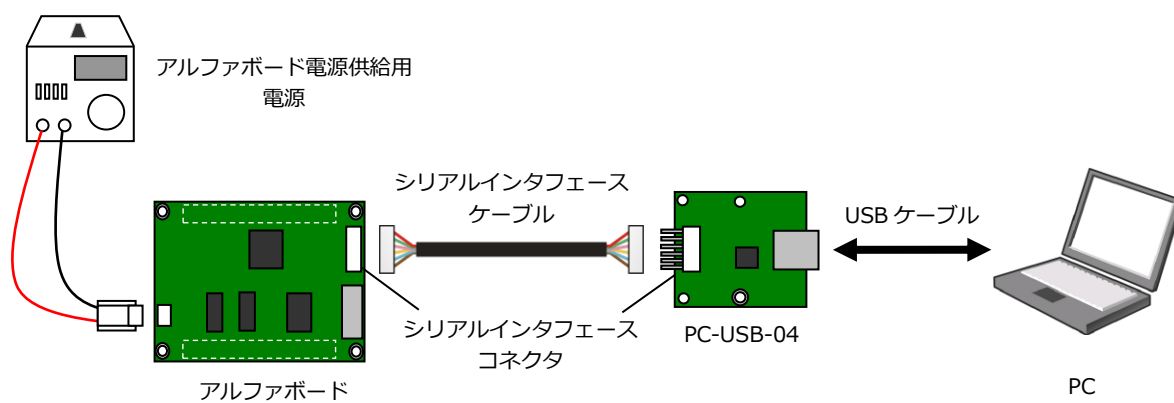 アルファボード電源供給用
電源
シリアルインタフェース
ケーブル
USB ケーブル
シリアルインタフェース
コネクタ
PC-USB-04
アルファボード
PC